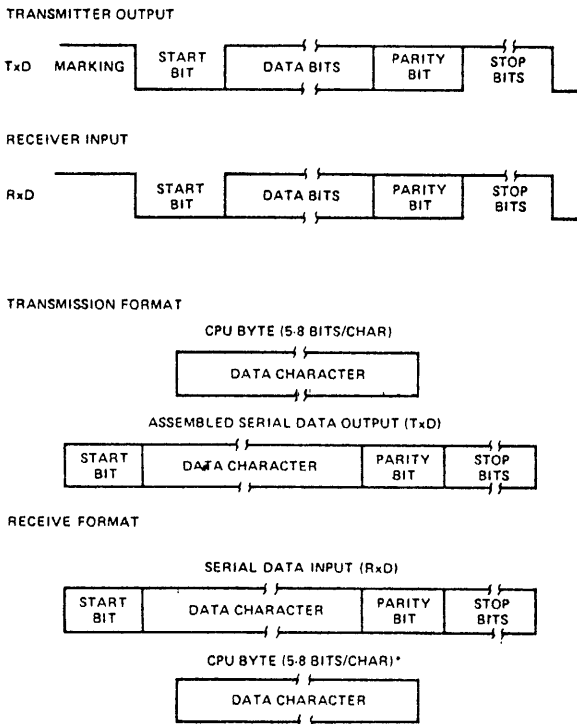 TRANSMITTER OUTPUT
TxD MARKING START BIT DATA BITS PARITY BIT STOP BITS
RECEIVER INPUT
RxD START BIT DATA BITS PARITY BIT STOP BITS
TRANSMISSION FORMAT
CPU BYTE (5-8 BITS/CHAR)
DATA CHARACTER
ASSEMBLED SERIAL DATA OUTPUT (TxD)
START BIT DATA CHARACTER PARITY BIT STOP BITS
RECEIVE FORMAT
SERIAL DATA INPUT (RxD)
START BIT DATA CHARACTER PARITY BIT STOP BITS
CPU BYTE (5-8 BITS/CHAR)*
DATA CHARACTER